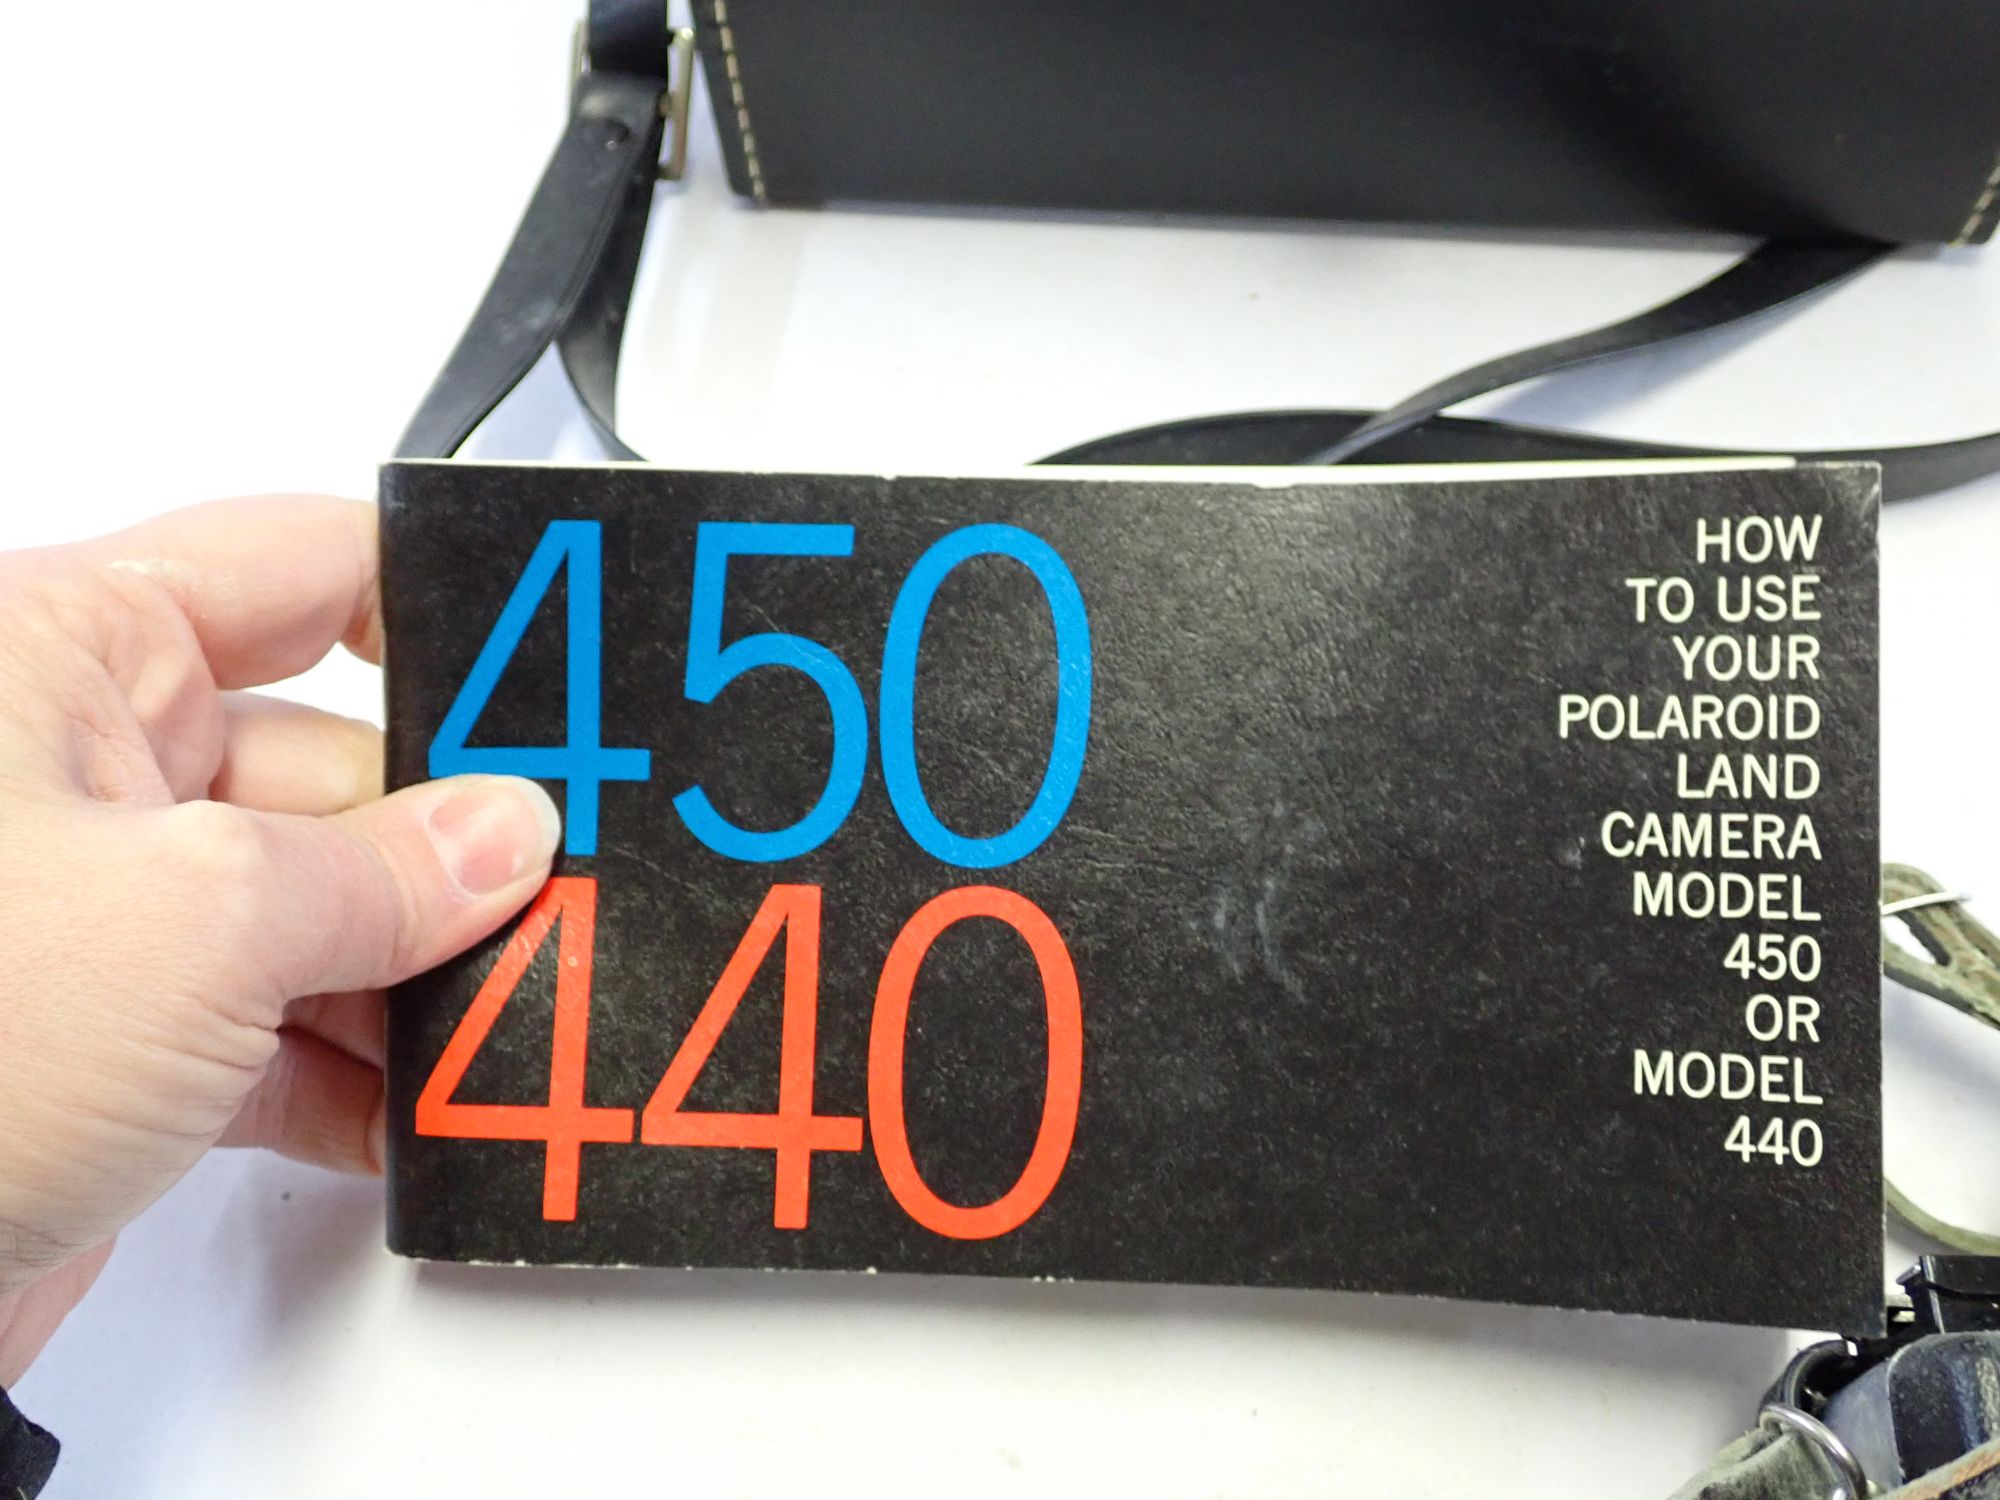 450
440
HOW
TO USE
YOUR
POLAROID
LAND
CAMERA
MODEL
450
OR
MODEL
440